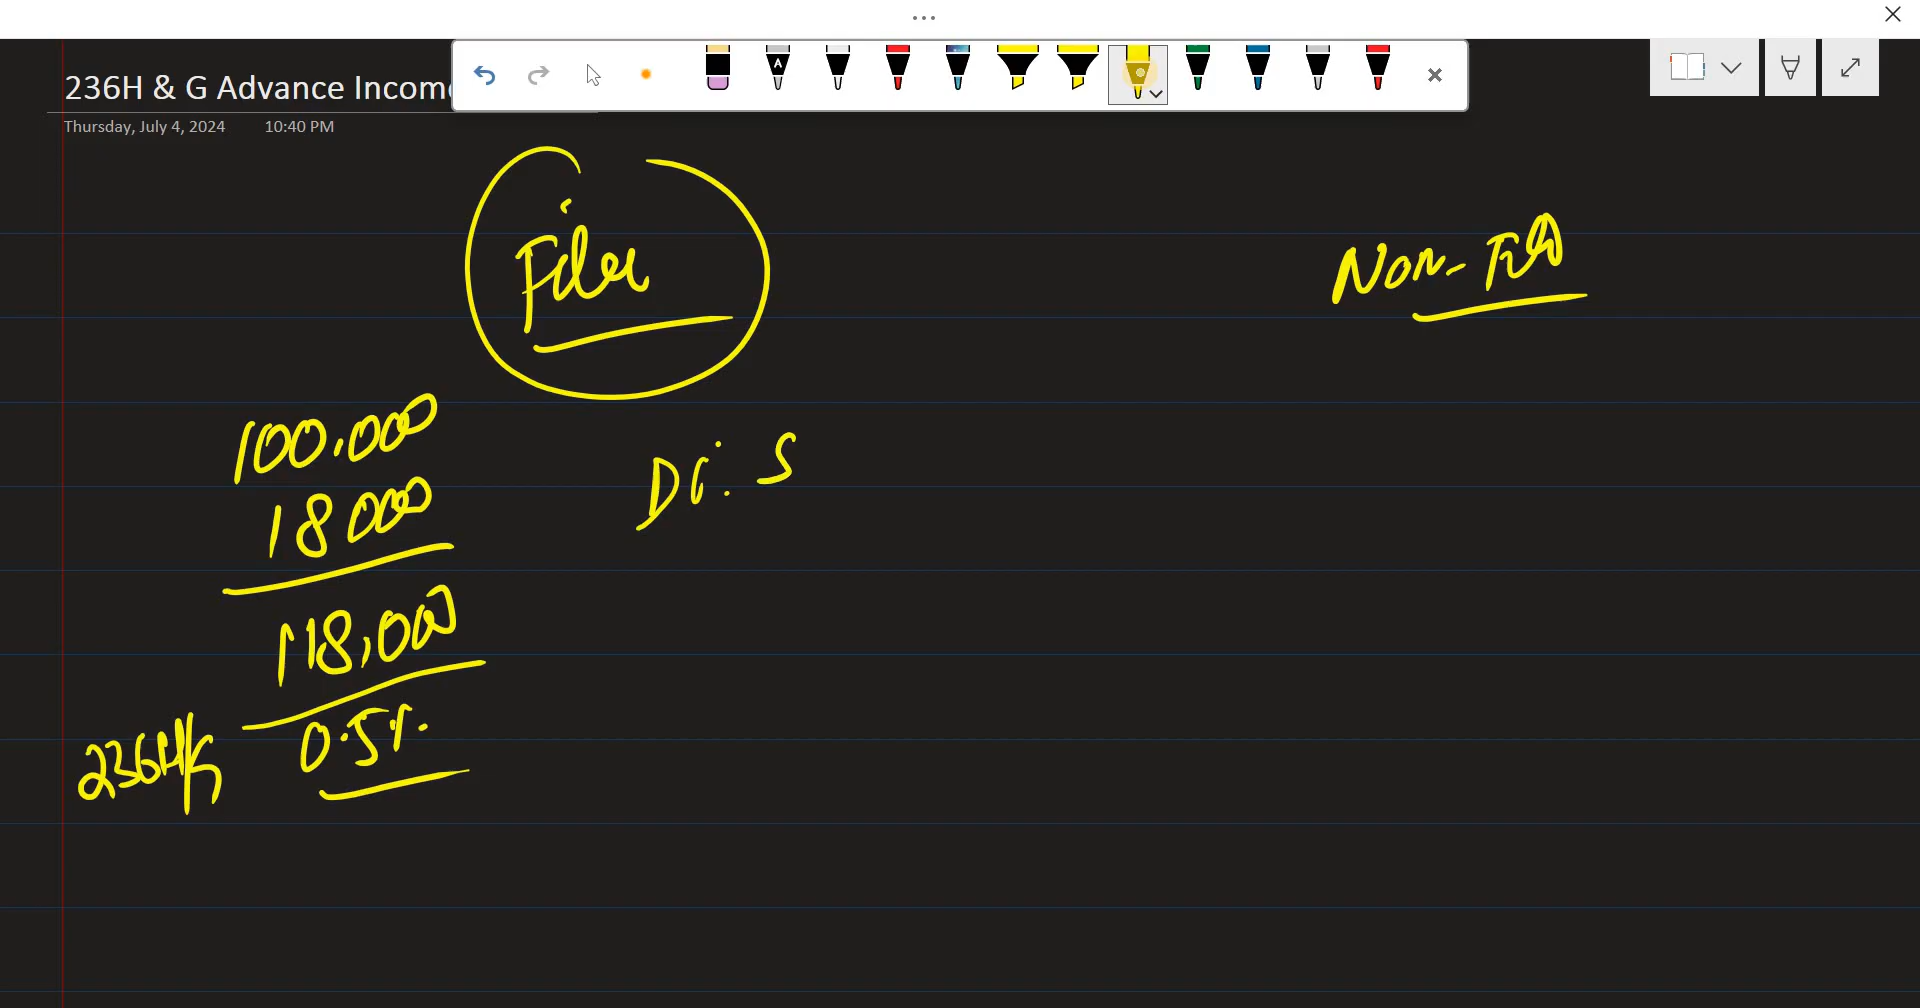 236H & G Advance Incom
Thursday, July 4, 2024 10:40 PM
Filer
Non-
100,000
18000
118,000
236H/G 0.5%
Di: S